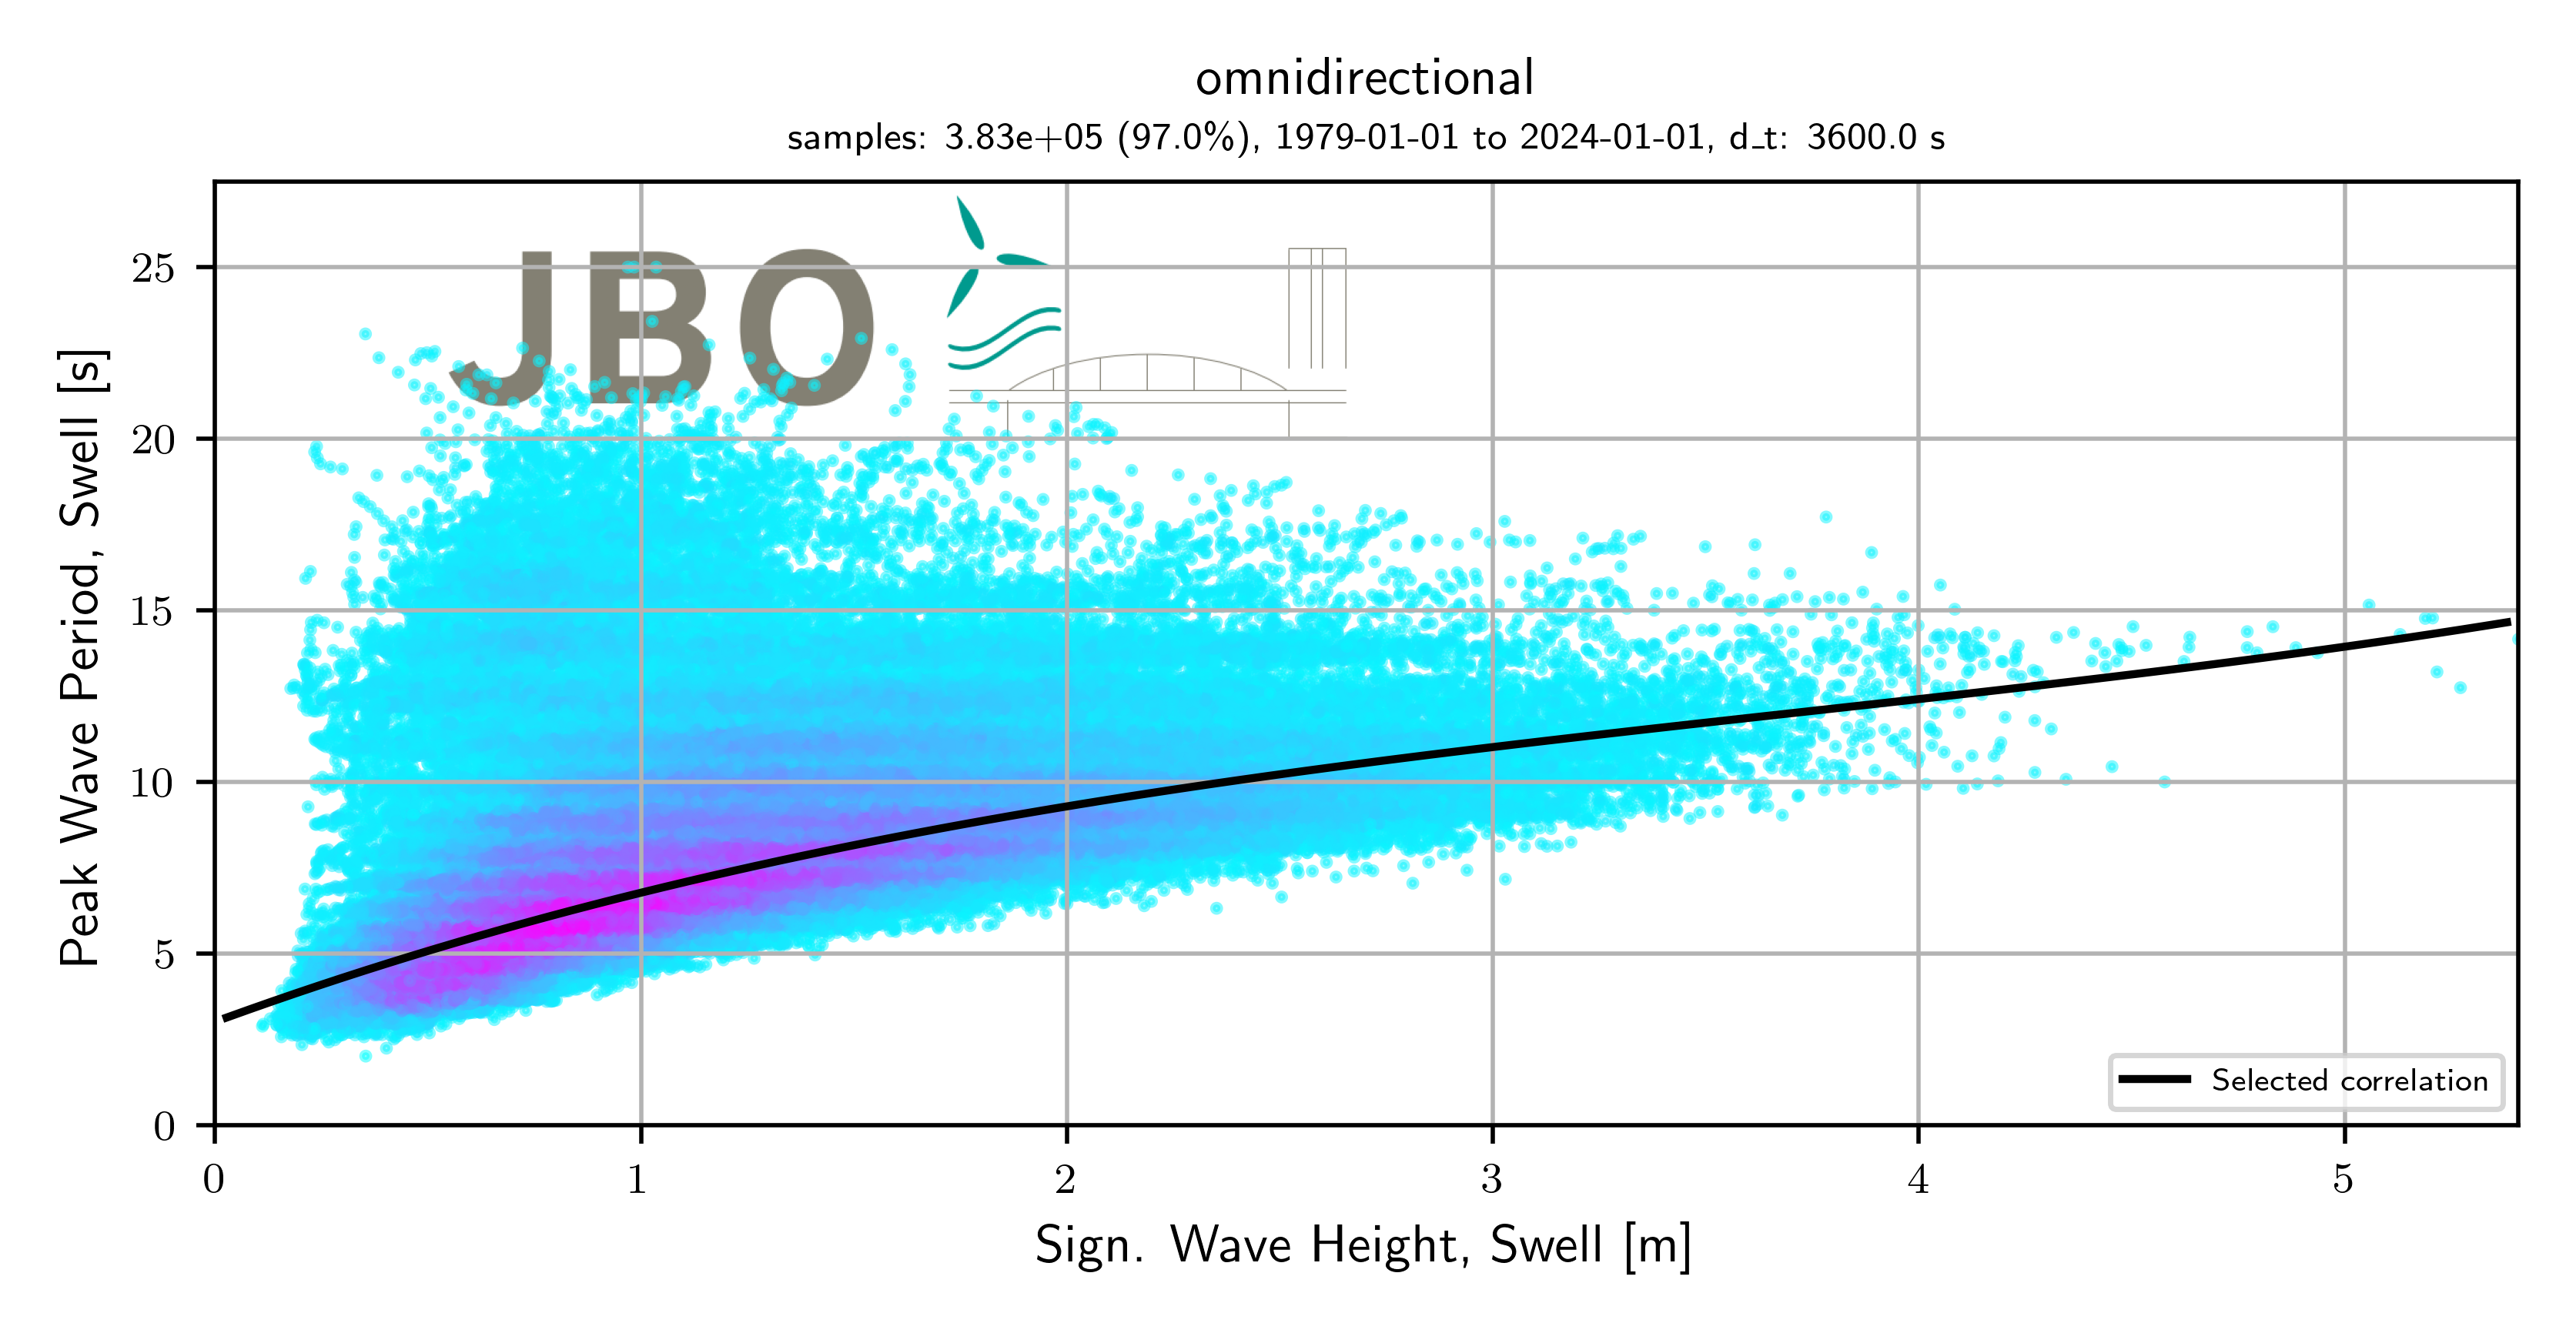 omnidirectional
samples: 3.83e+05 (97.0%), 1979-01-01 to 2024-01-01, d_t: 3600.0 s
JBO
25
20
15
10
5
0
Peak Wave Period, Swell [s]
Selected correlation
0 1 2 3 4 5
Sign. Wave Height, Swell [m]